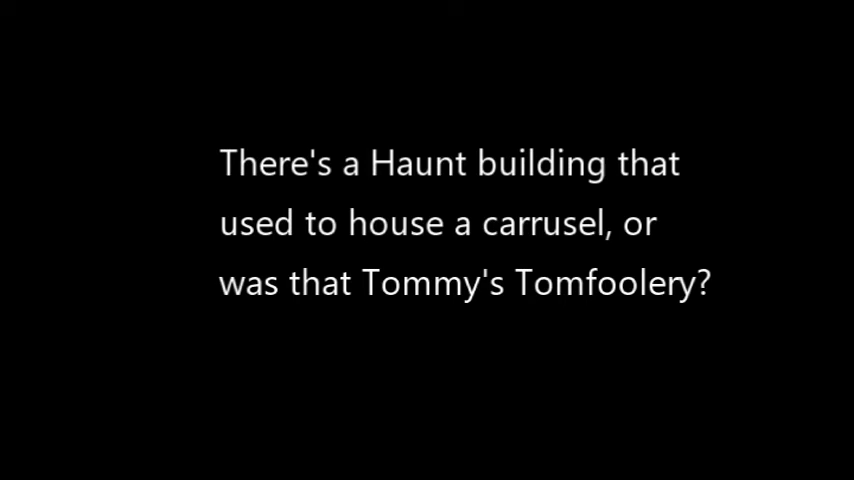 There's a Haunt building that
used to house a carrusel, or
was that Tommy's Tomfoolery?